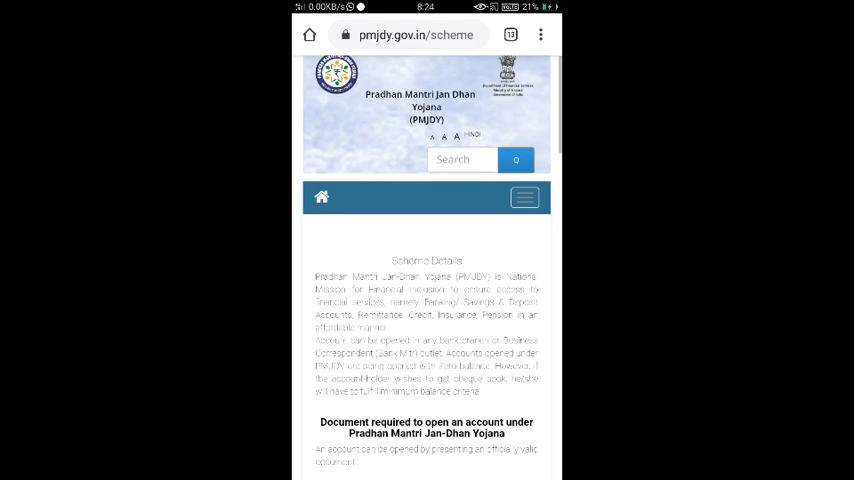 0.00KB/s 8:24 VoLTE 21%
pmjdy.gov.in/scheme 13
Pradhan Mantri Jan Dhan
Yojana
(PMJDY)
A A A HINDI
Search Q
Scheme Details
Pradhan Mantri Jan-Dhan Yojana (PMJDY) is National
Mission for Financial Inclusion to ensure access to
financial services, namely, Banking/ Savings & Deposit
Accounts, Remittance, Credit, Insurance, Pension in an
affordable manner.
Account can be opened in any bank branch or Business
Correspondent (Bank Mitr) outlet. Accounts opened under
PMJDY are being opened with Zero balance. However, if
the account-holder wishes to get cheque book, he/she
will have to fulfill minimum balance criteria.
Document required to open an account under
Pradhan Mantri Jan-Dhan Yojana
An account can be opened by presenting an officially valid
document.